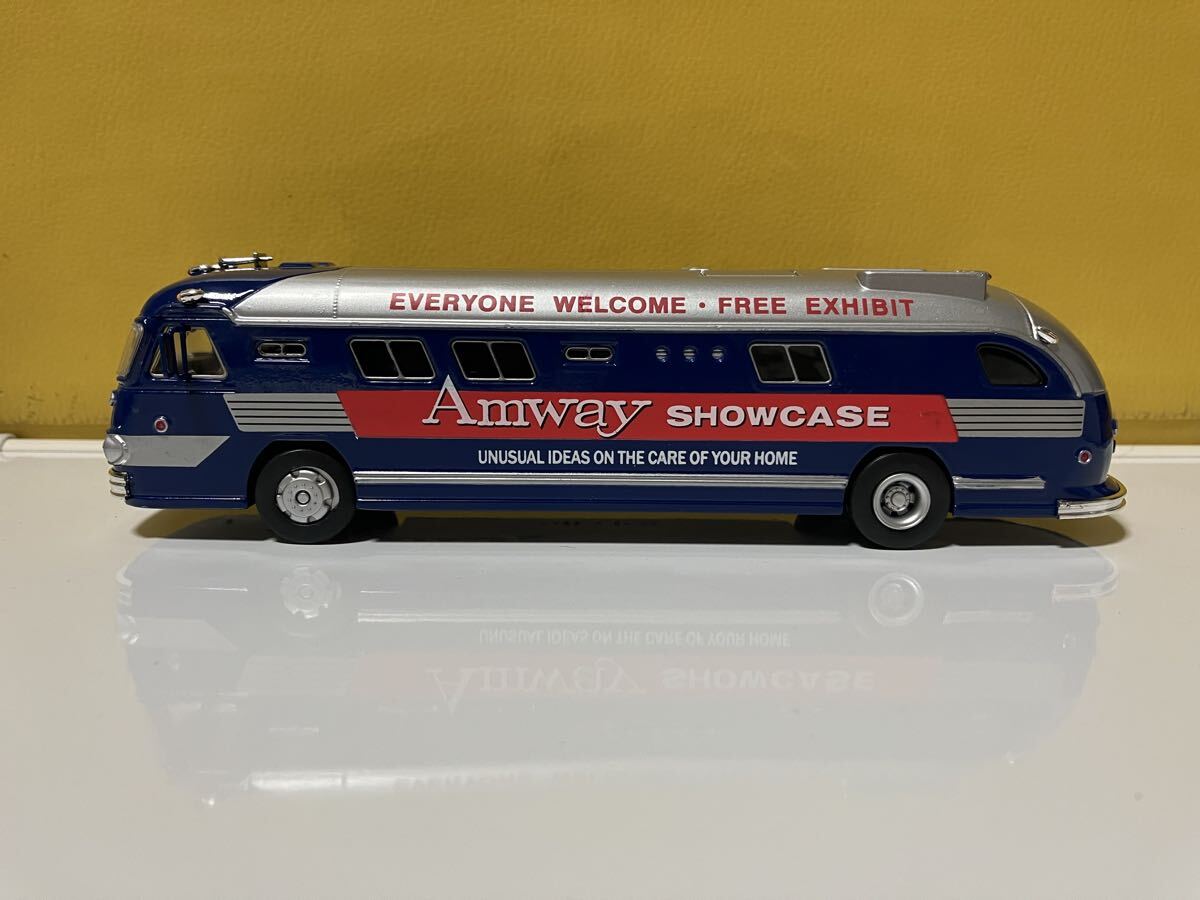 EVERYONE WELCOME · FREE EXHIBIT
Amway SHOWCASE
UNUSUAL IDEAS ON THE CARE OF YOUR HOME